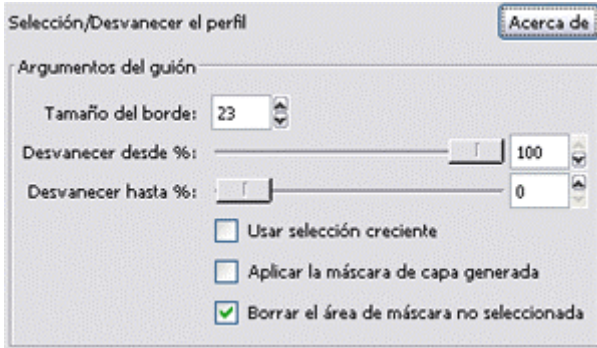 Selección/Desvanecer el perfil Acerca de
Argumentos del guión
Tamaño del borde: 23
Desvanecer desde %: 100
Desvanecer hasta %: 0
Usar selección creciente
Aplicar la máscara de capa generada
Borrar el área de máscara no seleccionada